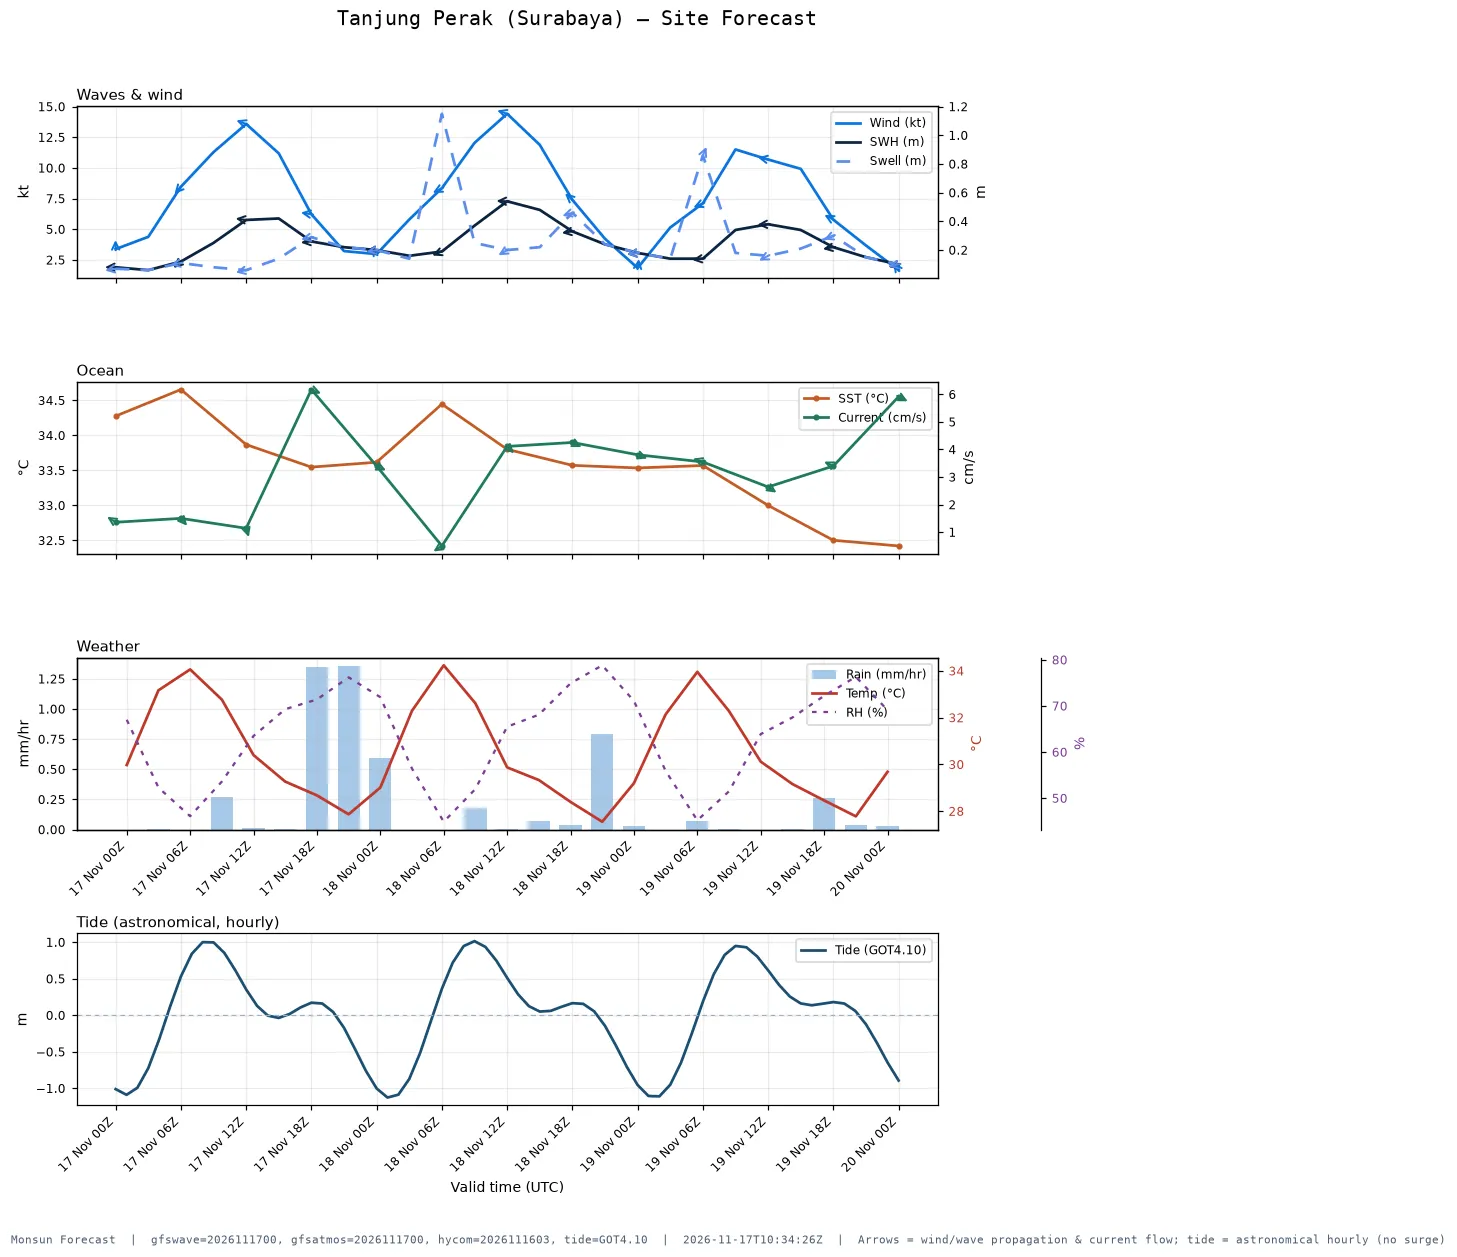 Tanjung Perak (Surabaya) — Site Forecast
Waves & wind
15.0
12.5
10.0
7.5
5.0
2.5
kt
1.2
1.0
0.8
0.6
0.4
0.2
m
Wind (kt)
SWH (m)
Swell (m)
Ocean
34.5
34.0
33.5
33.0
32.5
°C
6
5
4
3
2
1
cm/s
SST (°C)
Current (cm/s)
Weather
1.25
1.00
0.75
0.50
0.25
0.00
mm/hr
34
32
30
28
°C
80
70
60
50
%
Rain (mm/hr)
Temp (°C)
RH (%)
17 Nov 00Z
17 Nov 06Z
17 Nov 12Z
17 Nov 18Z
18 Nov 00Z
18 Nov 06Z
18 Nov 12Z
18 Nov 18Z
19 Nov 00Z
19 Nov 06Z
19 Nov 12Z
19 Nov 18Z
20 Nov 00Z
Tide (astronomical, hourly)
1.0
0.5
0.0
−0.5
−1.0
m
Tide (GOT4.10)
17 Nov 00Z
17 Nov 06Z
17 Nov 12Z
17 Nov 18Z
18 Nov 00Z
18 Nov 06Z
18 Nov 12Z
18 Nov 18Z
19 Nov 00Z
19 Nov 06Z
19 Nov 12Z
19 Nov 18Z
20 Nov 00Z
Valid time (UTC)
Monsun Forecast | gfswave=2026111700, gfsatmos=2026111700, hycom=2026111603, tide=GOT4.10 | 2026-11-17T10:34:26Z | Arrows = wind/wave propagation & current flow; tide = astronomical hourly (no surge)